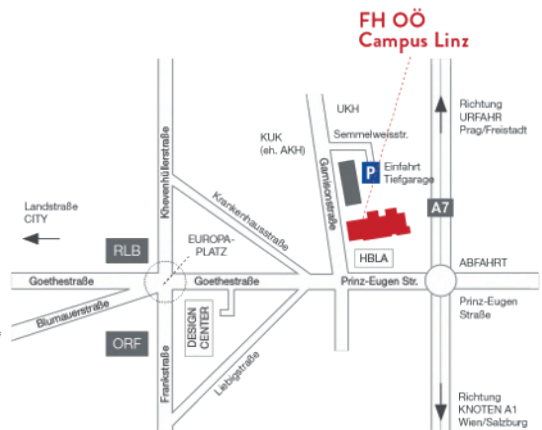 FH OÖ
Campus Linz
UKH
Semmelweisstr.
KUK
(eh. AKH)
Richtung
URFAHR
Prag/Freistadt
P
Einfahrt
Tiefgarage
Garnisonstraße
Khevenhüllerstraße
Krankenhausstraße
Landstraße
CITY
A7
RLB
EUROPA-
PLATZ
HBLA
ABFAHRT
Goethestraße
Goethestraße
Prinz-Eugen Str.
Prinz-Eugen
Straße
Blumauerstraße
DESIGN
CENTER
ORF
Frankstraße
Liebigstraße
Richtung
KNOTEN A1
Wien/Salzburg